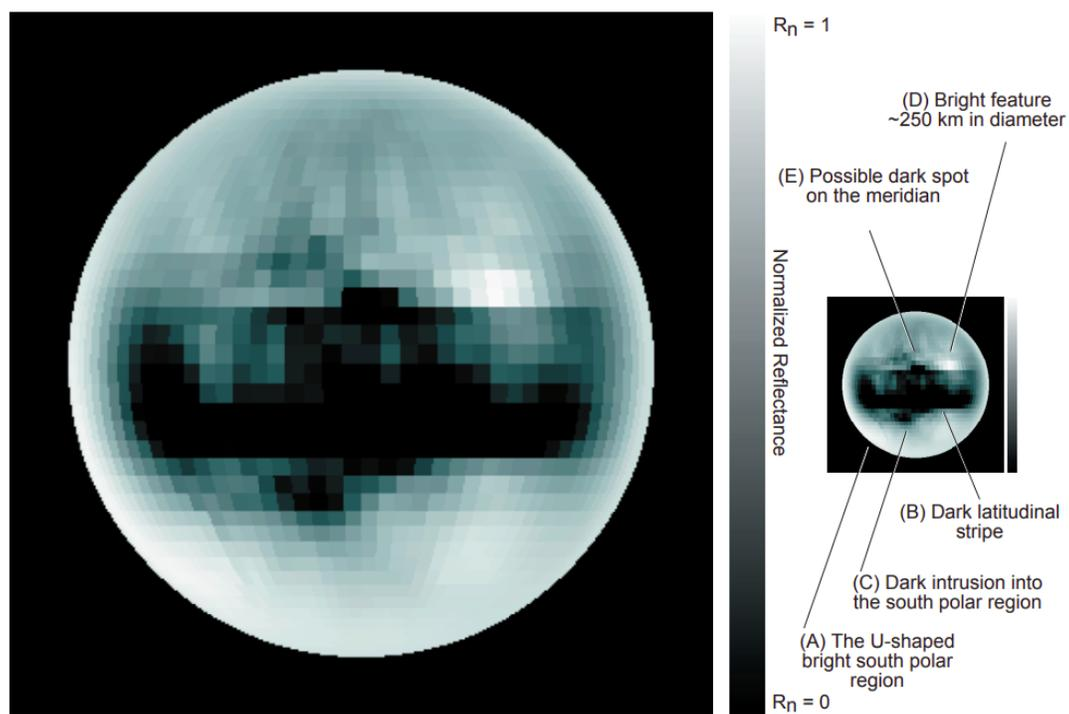 Rn = 1
(D) Bright feature
~250 km in diameter
(E) Possible dark spot
on the meridian
Normalized Reflectance
(B) Dark latitudinal
stripe
(C) Dark intrusion into
the south polar region
(A) The U-shaped
bright south polar
region
Rn = 0